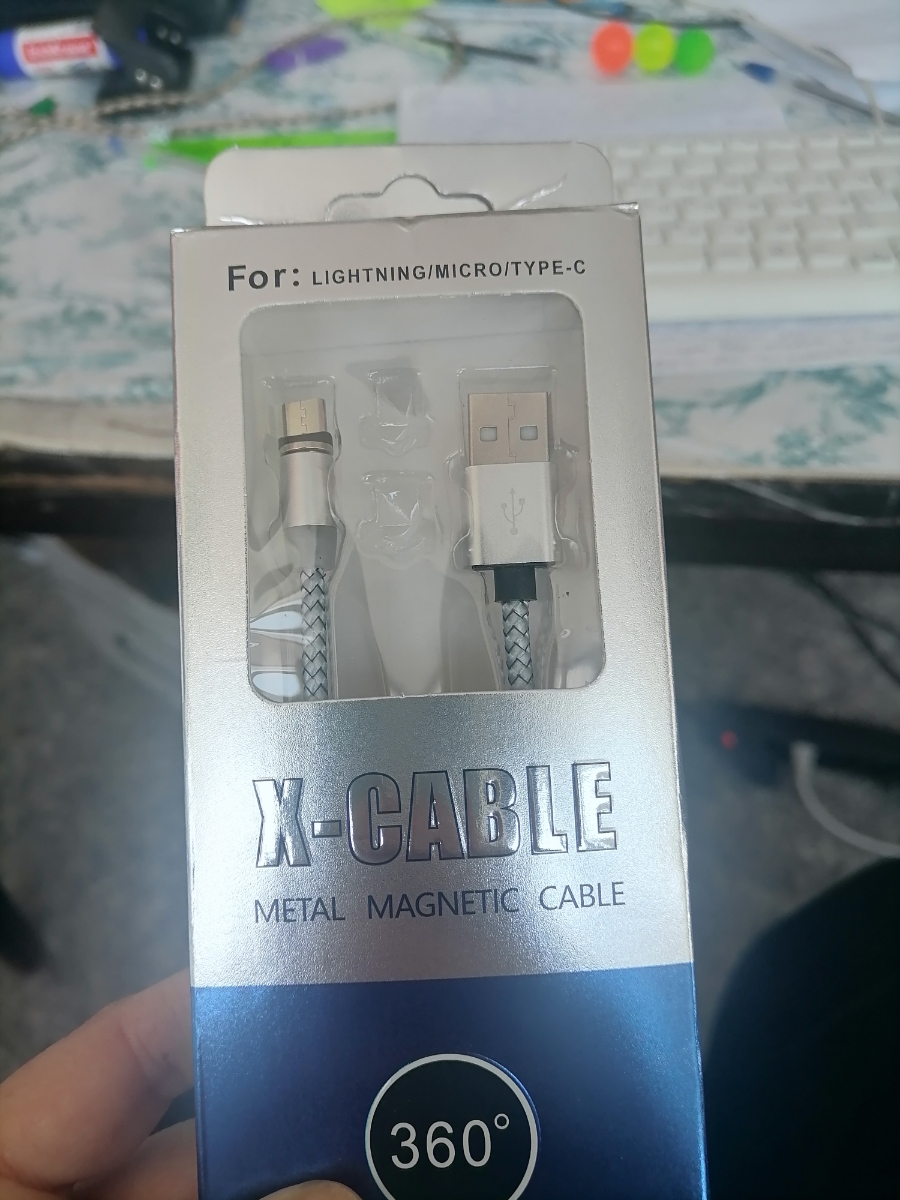 For: LIGHTNING/MICRO/TYPE-C
X-CABLE
METAL MAGNETIC CABLE
360°